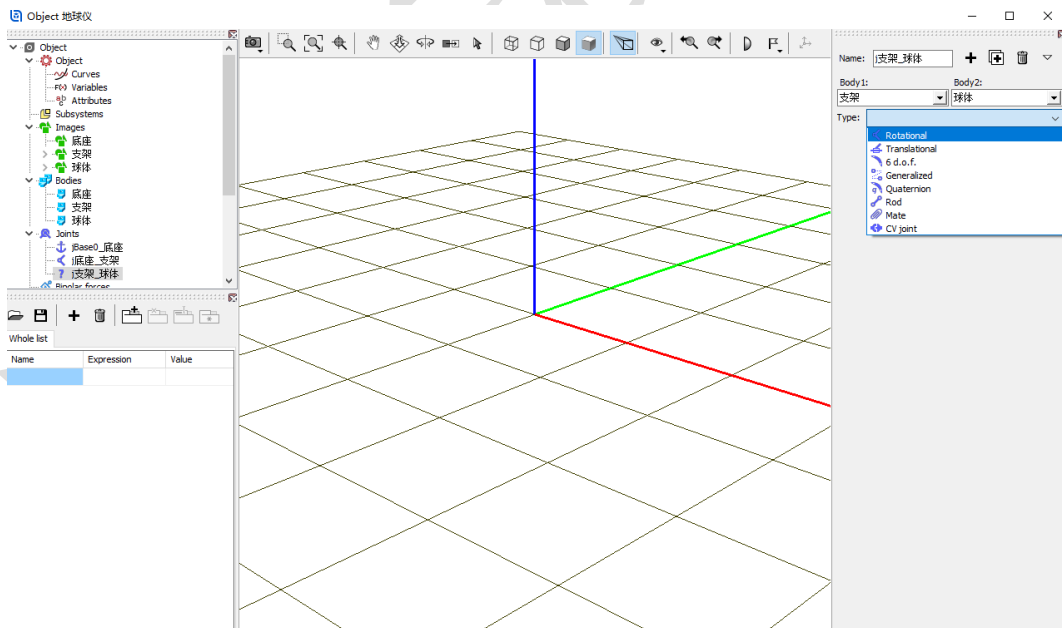 Object 地球仪
Object
Object
Curves
F(x) Variables
Attributes
Subsystems
Images
底座
支架
球体
Bodies
底座
支架
球体
Joints
jBase0_底座
j底座_支架
? j支架_球体
Bipolar forces
Whole list
Name Expression Value
Name: j支架_球体
Body1: Body2:
支架 球体
Type:
Rotational
Translational
6 d.o.f.
Generalized
Quaternion
Rod
Mate
CV joint